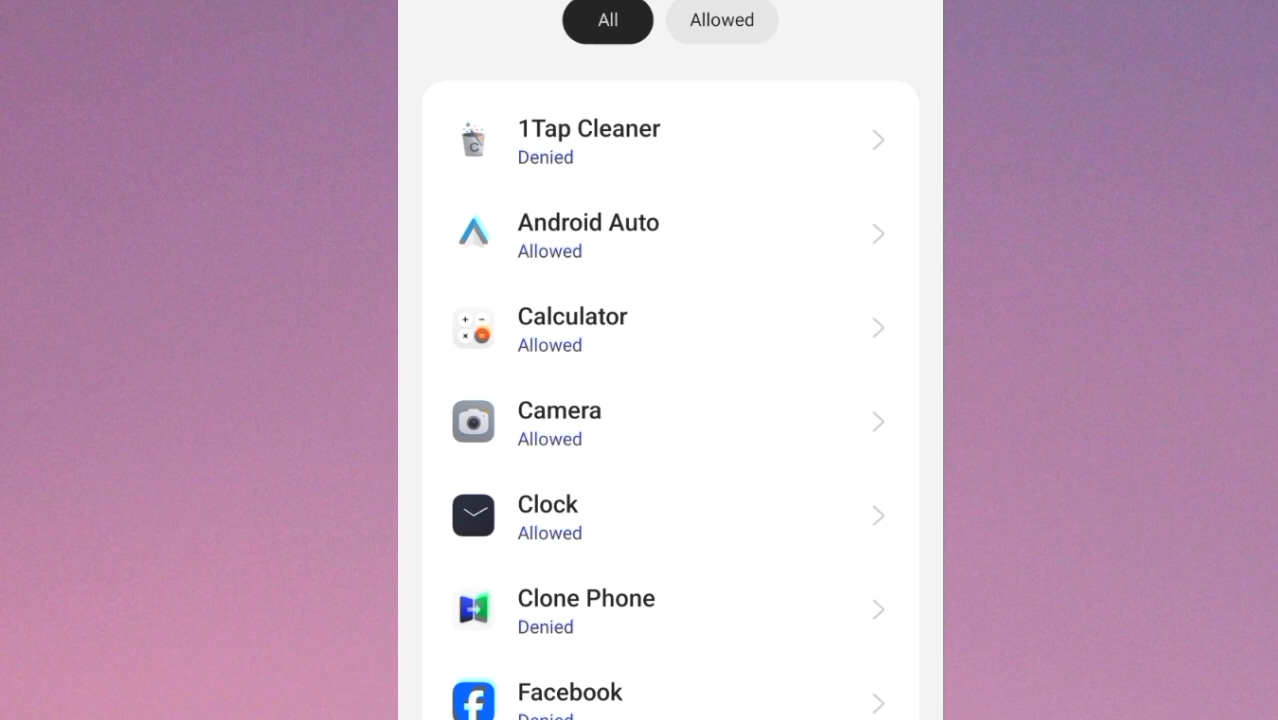 All
Allowed
1Tap Cleaner
Denied
Android Auto
Allowed
Calculator
Allowed
Camera
Allowed
Clock
Allowed
Clone Phone
Denied
Facebook
Denied